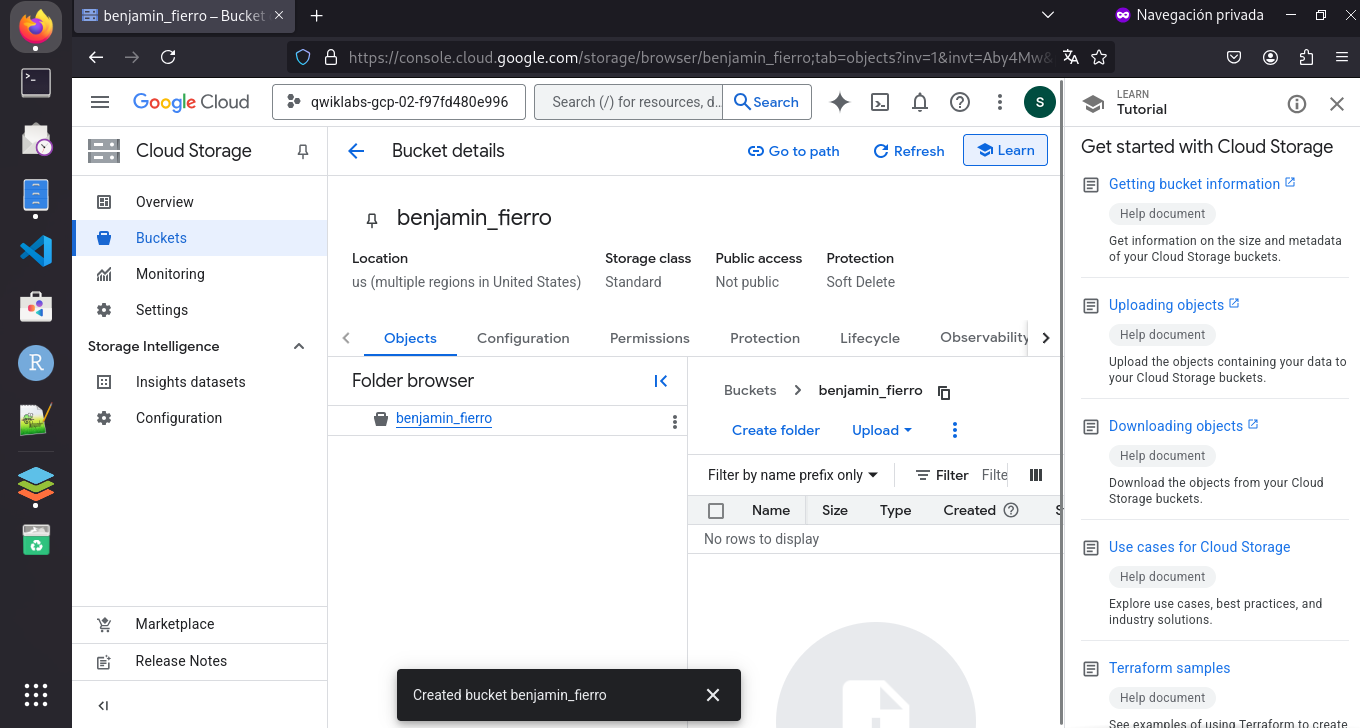 benjamin_fierro – Bucket
Navegación privada
https://console.cloud.google.com/storage/browser/benjamin_fierro;tab=objects?inv=1&invt=Aby4Mw&
Google Cloud
qwiklabs-gcp-02-f97fd480e996
Search (/) for resources, d...
Search
S
LEARN
Tutorial
Cloud Storage
Bucket details
Go to path
Refresh
Learn
Overview
Buckets
Monitoring
Settings
Storage Intelligence
Insights datasets
Configuration
Marketplace
Release Notes
benjamin_fierro
Location
us (multiple regions in United States)
Storage class
Standard
Public access
Not public
Protection
Soft Delete
Objects
Configuration
Permissions
Protection
Lifecycle
Observability
Folder browser
benjamin_fierro
Buckets
benjamin_fierro
Create folder
Upload
Filter by name prefix only
Filter
Filte
Name
Size
Type
Created
S
No rows to display
Created bucket benjamin_fierro
Get started with Cloud Storage
Getting bucket information
Help document
Get information on the size and metadata
of your Cloud Storage buckets.
Uploading objects
Help document
Upload the objects containing your data to
your Cloud Storage buckets.
Downloading objects
Help document
Download the objects from your Cloud
Storage buckets.
Use cases for Cloud Storage
Help document
Explore use cases, best practices, and
industry solutions.
Terraform samples
Help document
See examples of using Terraform to create
R